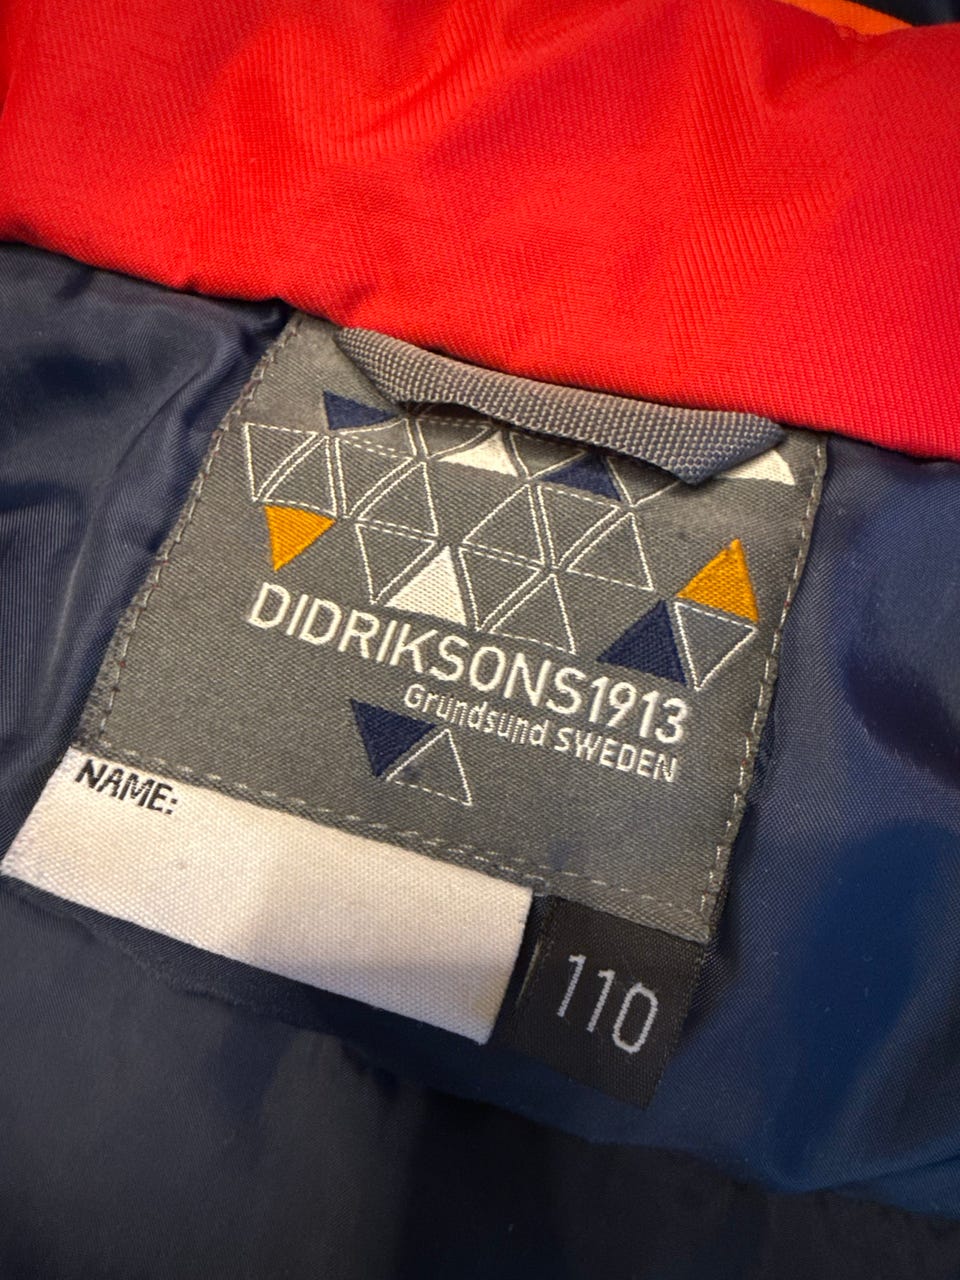 DIDRIKSONS1913
Grundsund SWEDEN
NAME:
110